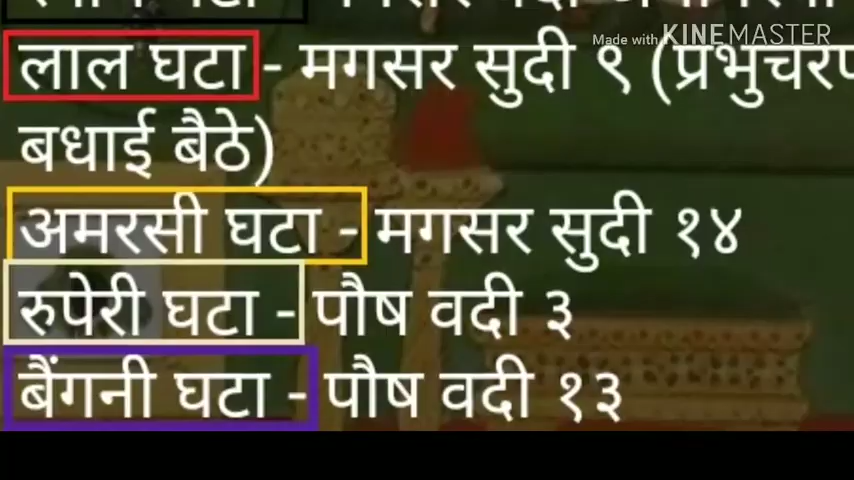 Made with KINEMASTER
लाल घटा - मगसर सुदी ९ (प्रभुचरण
बधाई बैठे)
अमरसी घटा - मगसर सुदी १४
रुपेरी घटा - पौष वदी ३
बैंगनी घटा - पौष वदी १३